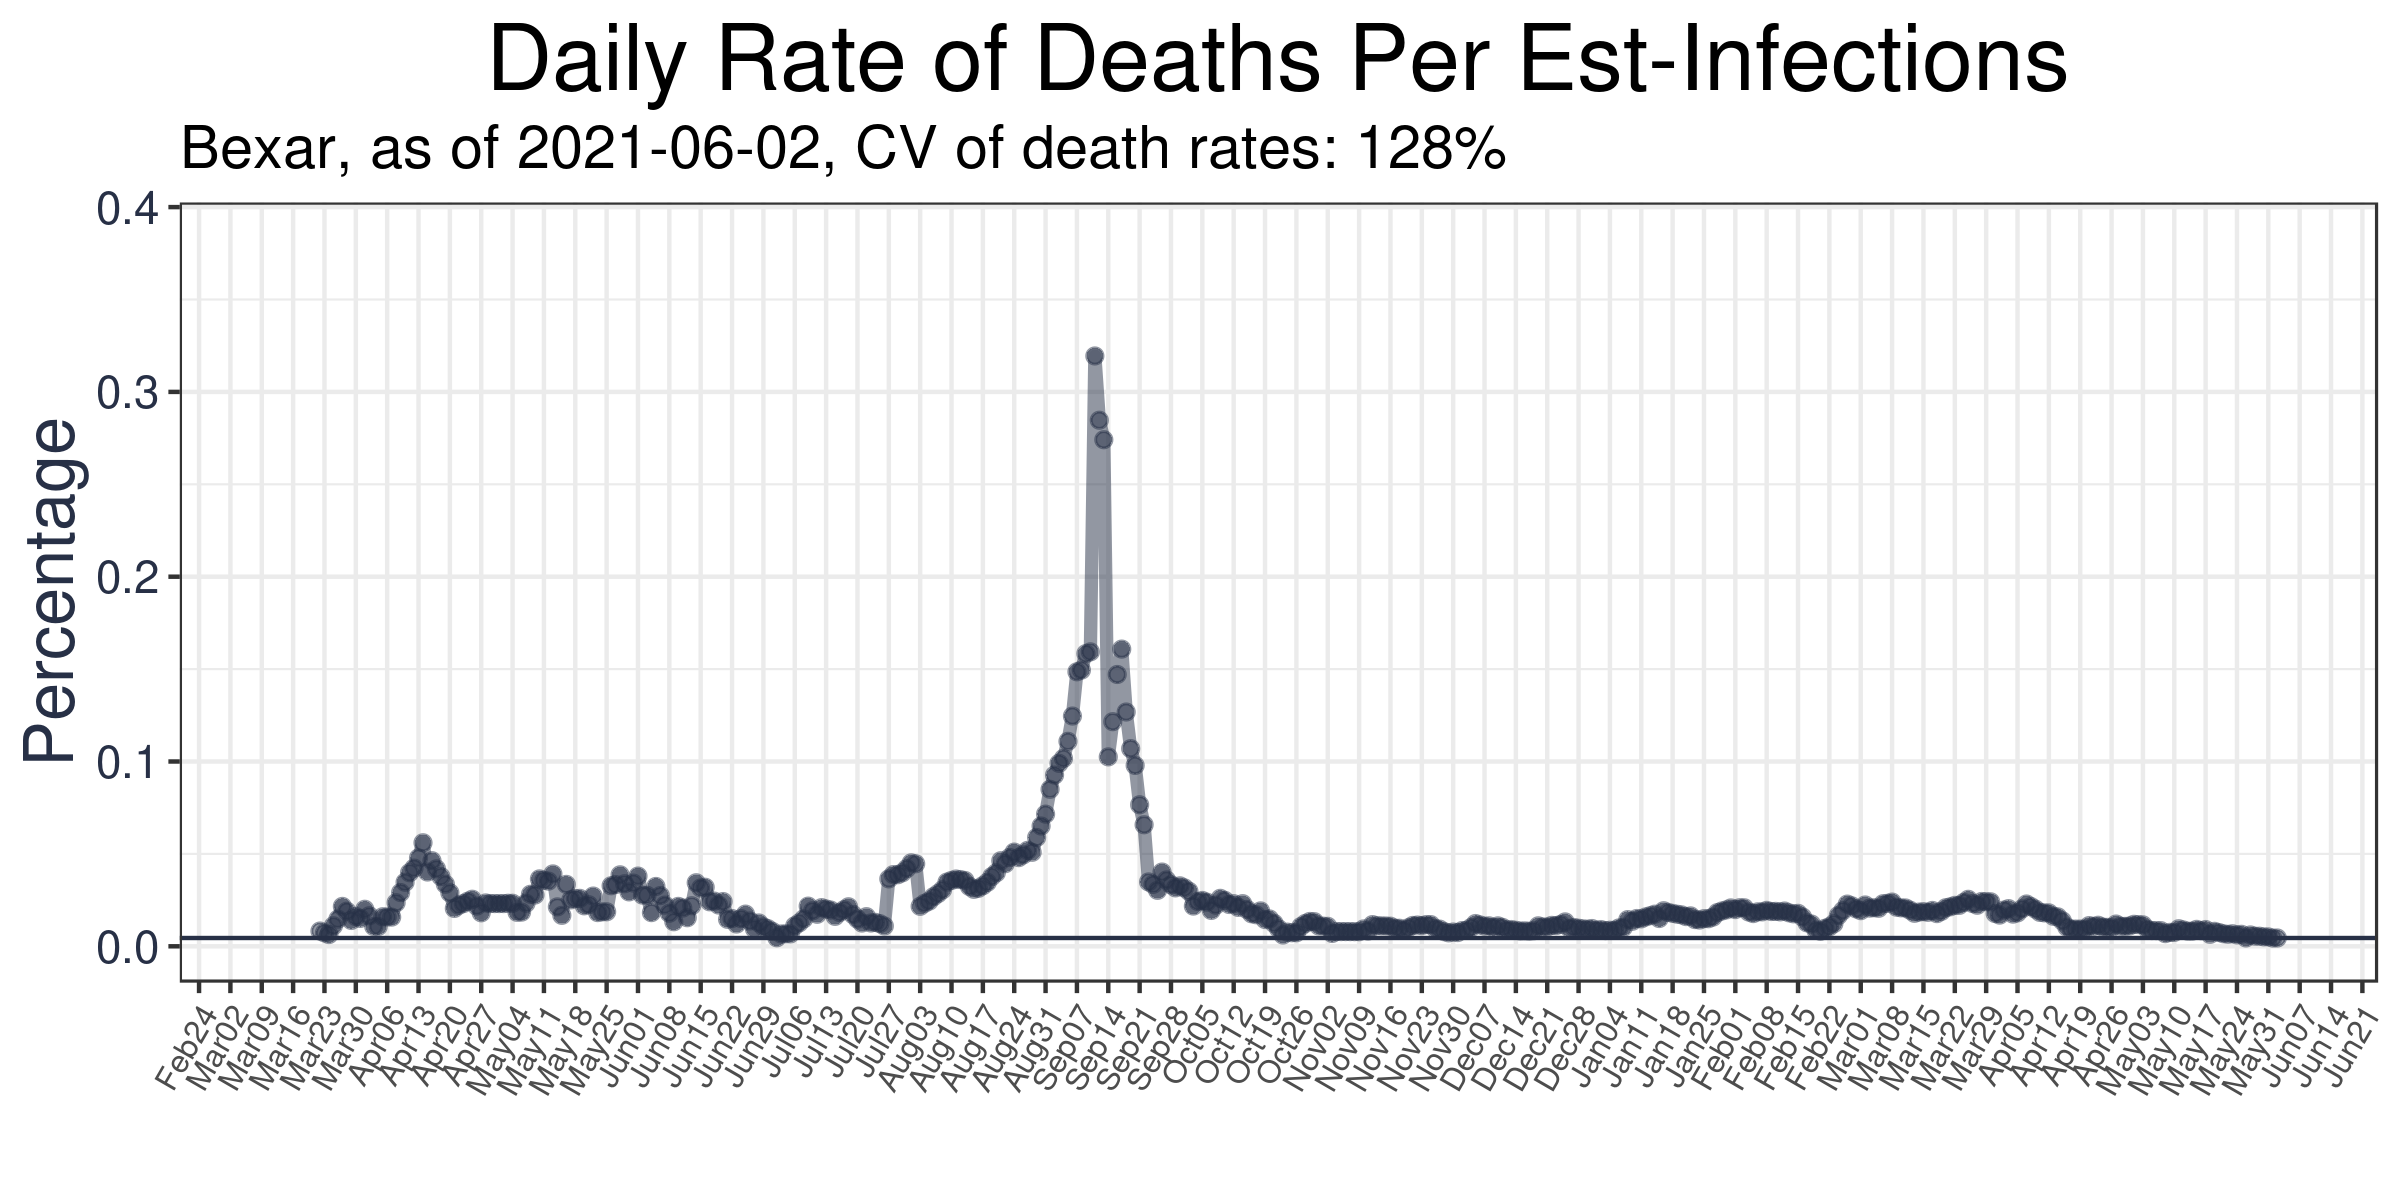 Daily Rate of Deaths Per Est-Infections
Bexar, as of 2021-06-02, CV of death rates: 128%
Percentage
0.4
0.3
0.2
0.1
0.0
Feb24 Mar02 Mar09 Mar16 Mar23 Mar30 Apr06 Apr13 Apr20 Apr27 May04 May11 May18 May25 Jun01 Jun08 Jun15 Jun22 Jun29 Jul06 Jul13 Jul20 Jul27 Aug03 Aug10 Aug17 Aug24 Aug31 Sep07 Sep14 Sep21 Sep28 Oct05 Oct12 Oct19 Oct26 Nov02 Nov09 Nov16 Nov23 Nov30 Dec07 Dec14 Dec21 Dec28 Jan04 Jan11 Jan18 Jan25 Feb01 Feb08 Feb15 Feb22 Mar01 Mar08 Mar15 Mar22 Mar29 Apr05 Apr12 Apr19 Apr26 May03 May10 May17 May24 May31 Jun07 Jun14 Jun21